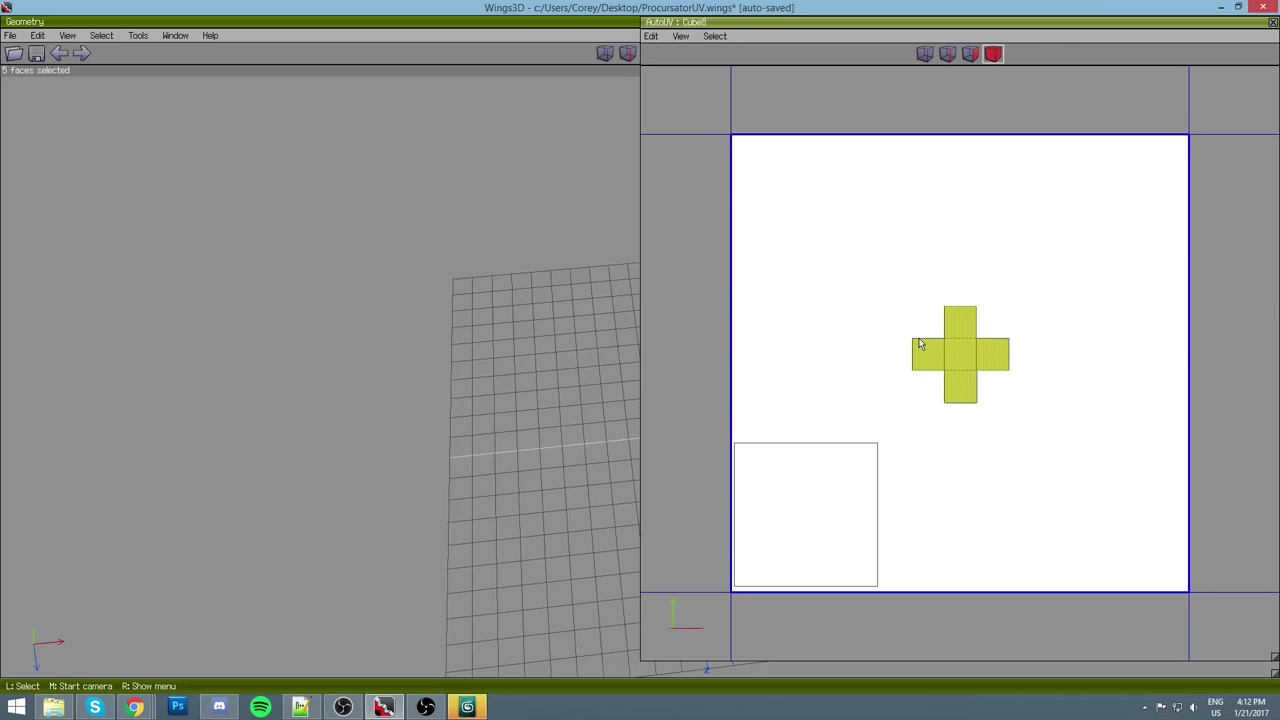 Wings3D - c:/Users/Corey/Desktop/ProcursatorUV.wings* [auto-saved]
Geometry
AutoUV : Cube8
File Edit View Select Tools Window Help
Edit View Select
5 faces selected
z
L: Select M: Start camera R: Show menu
ENG 4:12 PM
US 1/21/2017